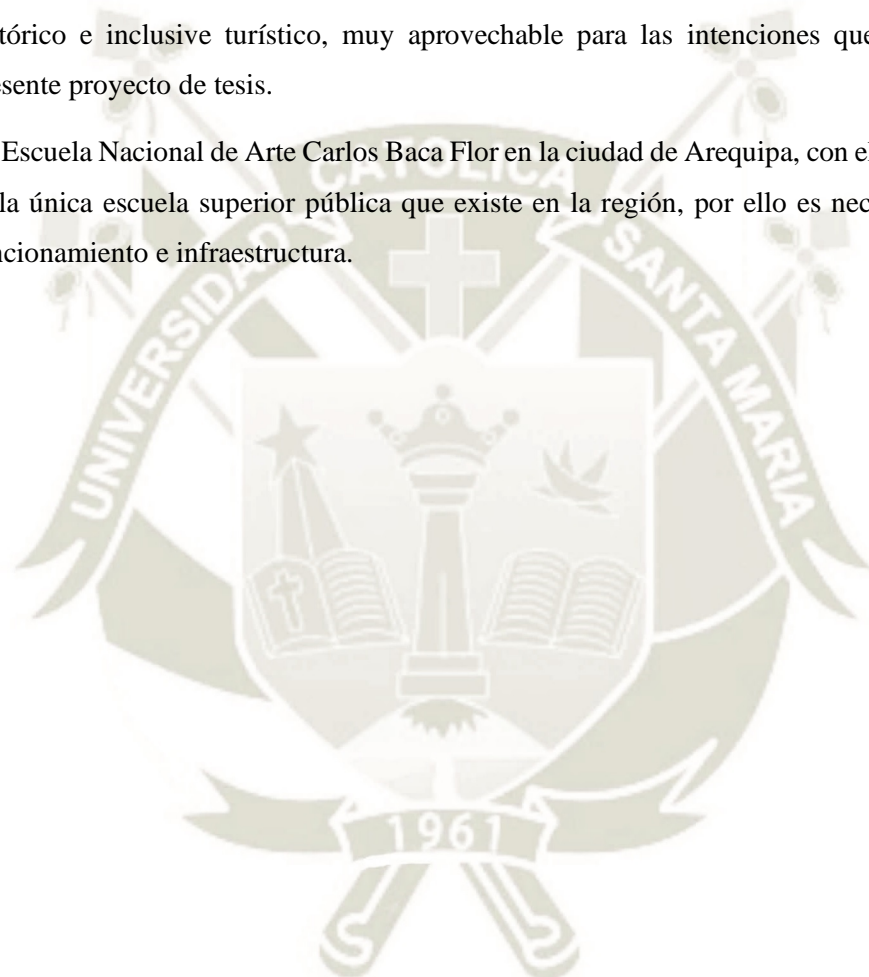 tórico e inclusive turístico, muy aprovechable para las intenciones que
esente proyecto de tesis.
Escuela Nacional de Arte Carlos Baca Flor en la ciudad de Arequipa, con el
la única escuela superior pública que existe en la región, por ello es nec
ncionamiento e infraestructura.
UNIVERSIDAD CATOLICA SANTA MARIA
1961